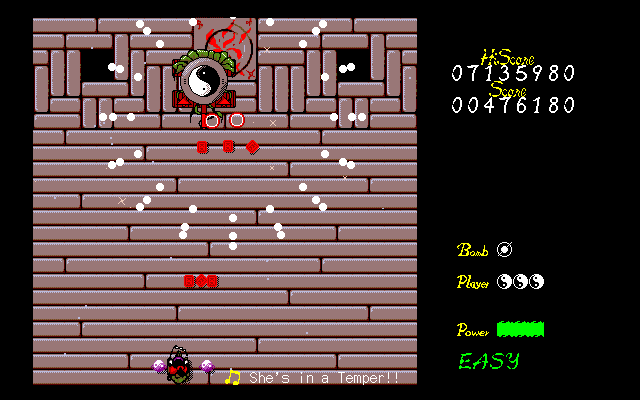 HiScore
07135980
Score
00476180
Bomb
Player
Power
EASY
♫ She's in a Temper!!